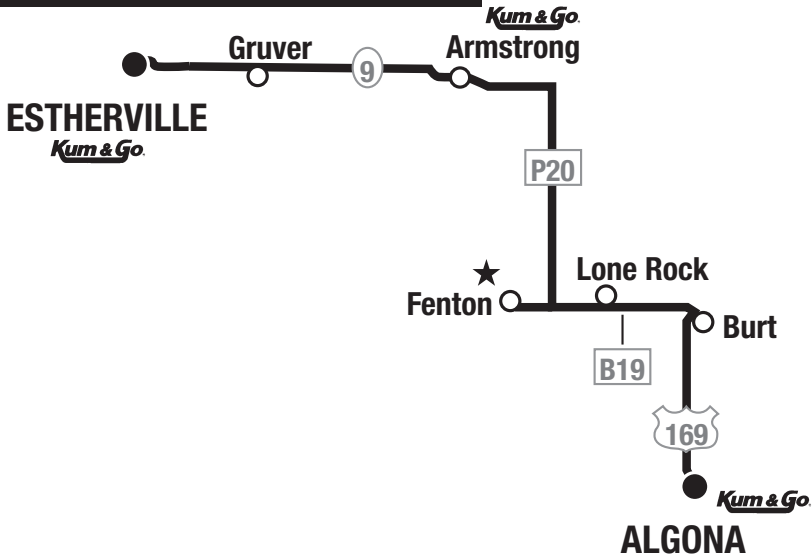 Kum & Go.
Gruver
9
Armstrong
ESTHERVILLE
Kum & Go.
P20
Lone Rock
Fenton
Burt
B19
169
Kum & Go.
ALGONA